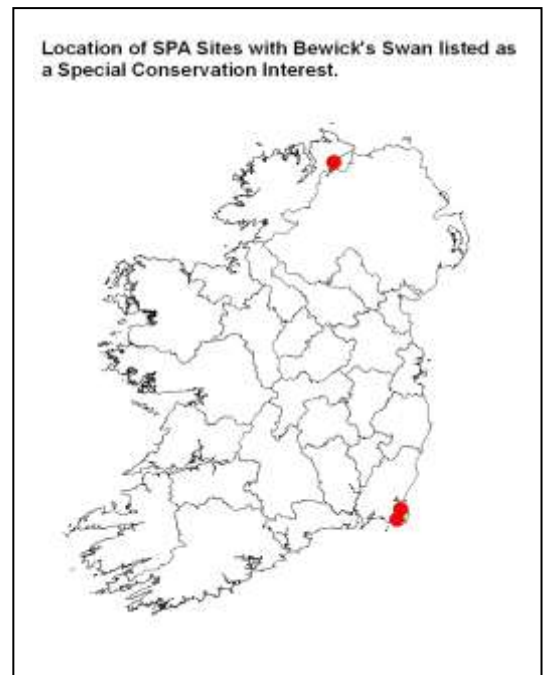 Location of SPA Sites with Bewick's Swan listed as
a Special Conservation Interest.